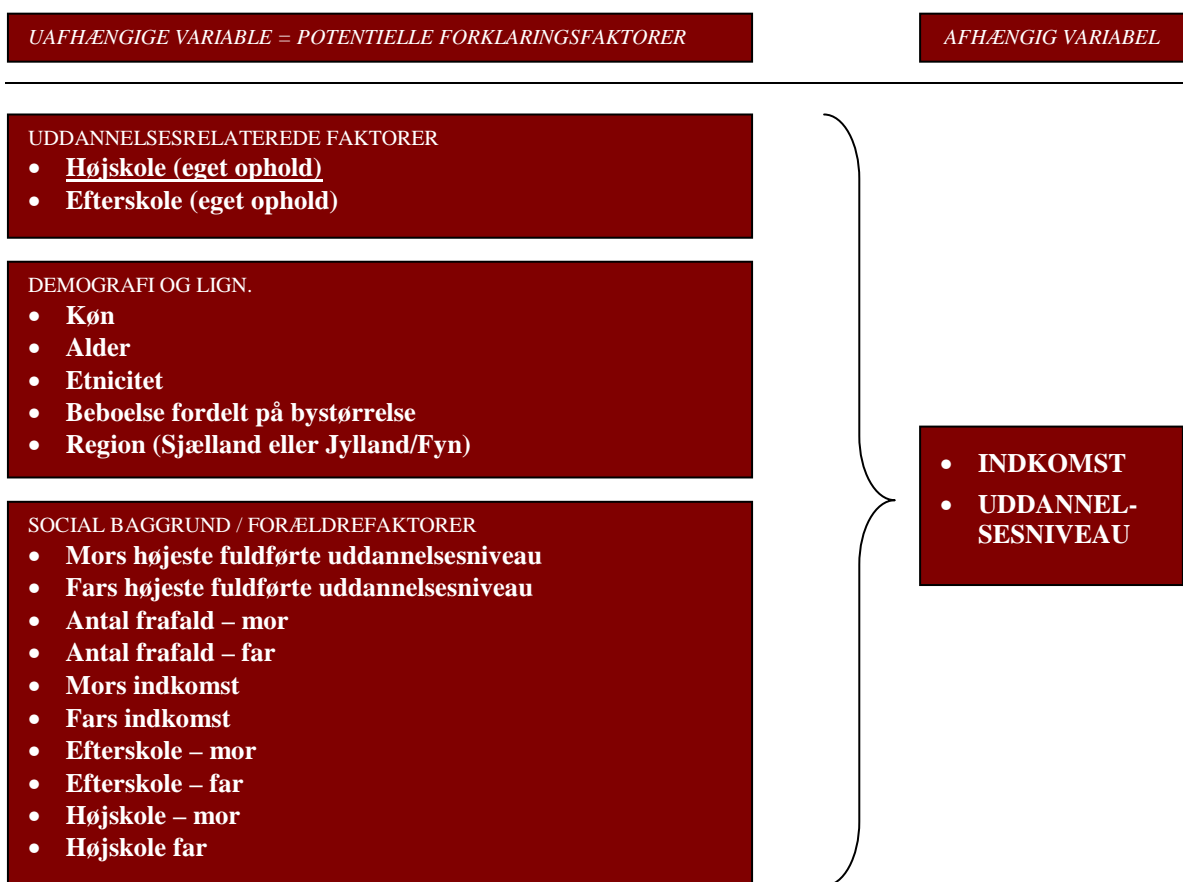 UAFHÆNGIGE VARIABLE = POTENTIELLE FORKLARINGSFAKTORER
AFHÆNGIG VARIABEL
UDDANNELSESRELATEREDE FAKTORER
• Højskole (eget ophold)
• Efterskole (eget ophold)
DEMOGRAFI OG LIGN.
• Køn
• Alder
• Etnicitet
• Beboelse fordelt på bystørrelse
• Region (Sjælland eller Jylland/Fyn)
SOCIAL BAGGRUND / FORÆLDREFAKTORER
• Mors højeste fuldførte uddannelsesniveau
• Fars højeste fuldførte uddannelsesniveau
• Antal frafald – mor
• Antal frafald – far
• Mors indkomst
• Fars indkomst
• Efterskole – mor
• Efterskole – far
• Højskole – mor
• Højskole far
• INDKOMST
• UDDANNEL-
SESNIVEAU